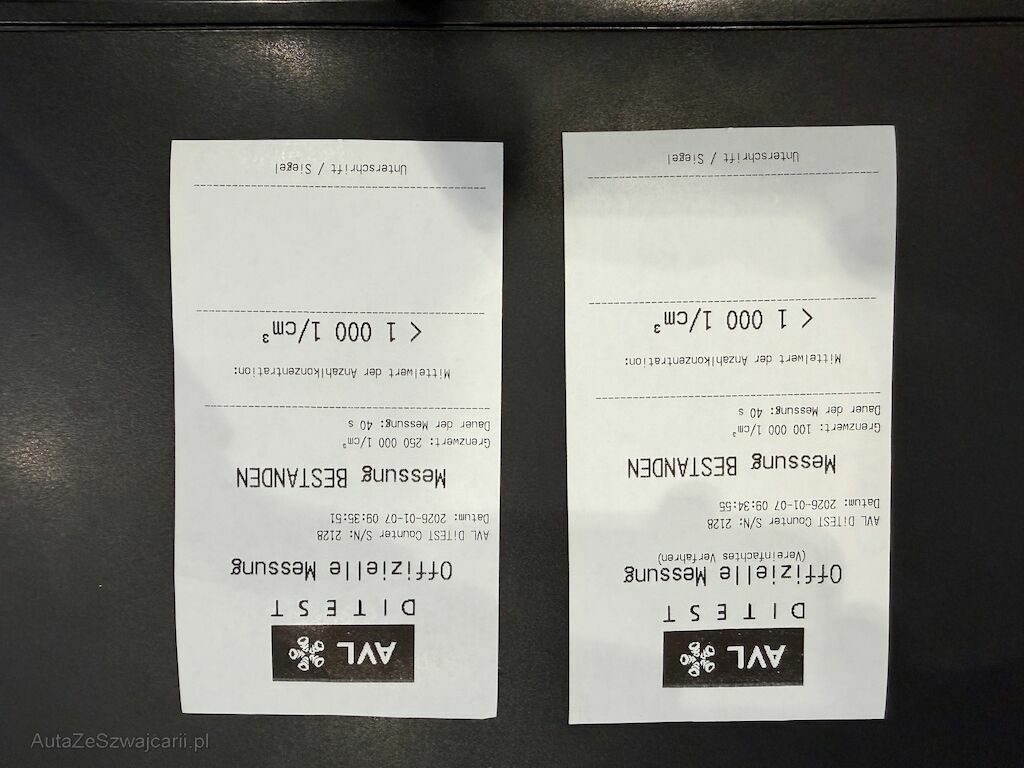 AVL
DITEST
Offizielle Messung
(Vereinfachtes Verfahren)
AVL DiTEST Counter S/N: 2128
Datum: 2026-01-07 09:34:55
Messung BESTANDEN
Grenzwert: 100 000 1/cm³
Dauer der Messung: 40 s
Mittelwert der Anzahlkonzentration:
< 1 000 1/cm³
Unterschrift / Siegel
AVL
DITEST
Offizielle Messung
AVL DiTEST Counter S/N: 2128
Datum: 2026-01-07 09:35:51
Messung BESTANDEN
Grenzwert: 250 000 1/cm³
Dauer der Messung: 40 s
Mittelwert der Anzahlkonzentration:
< 1 000 1/cm³
Unterschrift / Siegel
AutaZeSzwajcarii.pl